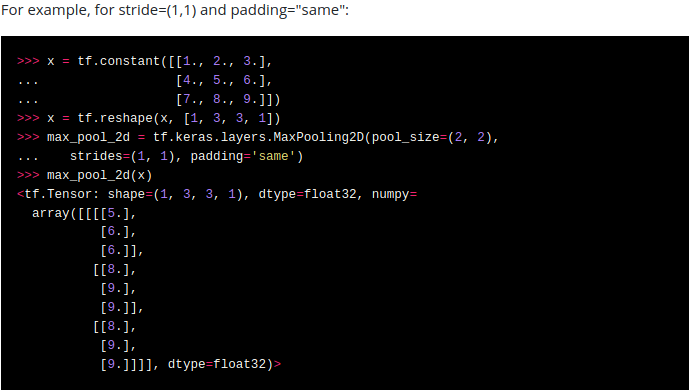 For example, for stride=(1,1) and padding="same":
>>> x = tf.constant([[1., 2., 3.],
...                  [4., 5., 6.],
...                  [7., 8., 9.]])
>>> x = tf.reshape(x, [1, 3, 3, 1])
>>> max_pool_2d = tf.keras.layers.MaxPooling2D(pool_size=(2, 2),
...    strides=(1, 1), padding='same')
>>> max_pool_2d(x)
<tf.Tensor: shape=(1, 3, 3, 1), dtype=float32, numpy=
  array([[[[5.],
           [6.],
           [6.]],
          [[8.],
           [9.],
           [9.]],
          [[8.],
           [9.],
           [9.]]]], dtype=float32)>